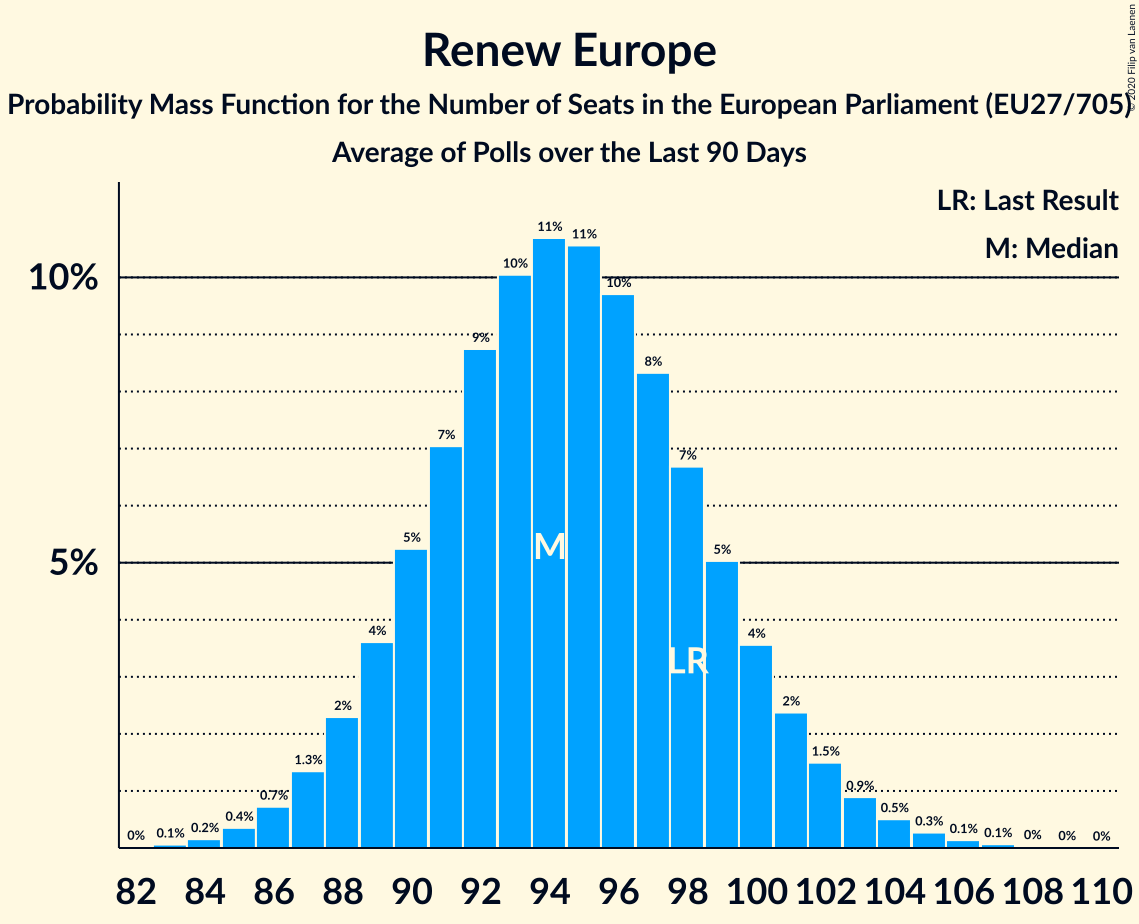 Renew Europe
Probability Mass Function for the Number of Seats in the European Parliament (EU27/705)
Average of Polls over the Last 90 Days
© 2020 Filip van Laenen
LR: Last Result
M: Median
10%
5%
0% 0.1% 0.2% 0.4% 0.7% 1.3% 2% 4% 5% 7% 9% 10% 11% 11% 10% 8% 7% 5% 4% 2% 1.5% 0.9% 0.5% 0.3% 0.1% 0.1% 0% 0% 0%
M
LR
82 84 86 88 90 92 94 96 98 100 102 104 106 108 110